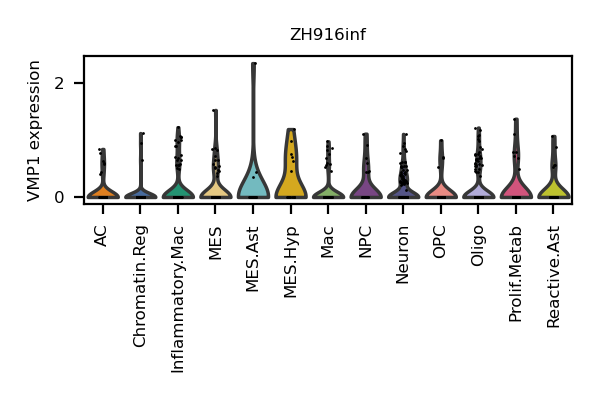 ZH916inf
VMP1 expression
2
0
AC
Chromatin.Reg
Inflammatory.Mac
MES
MES.Ast
MES.Hyp
Mac
NPC
Neuron
OPC
Oligo
Prolif.Metab
Reactive.Ast